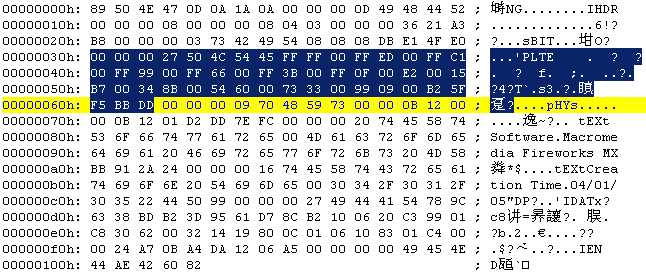 00000000h: 89 50 4E 47 0D 0A 1A 0A 00 00 00 0D 49 48 44 52 ; 塒NG........IHDR
00000010h: 00 00 00 08 00 00 00 08 04 03 00 00 00 36 21 A3 ; .............6!?
00000020h: B8 00 00 00 03 73 42 49 54 08 08 08 DB E1 4F E0 ; ?...sBIT...坩O?
00000030h: 00 00 00 27 50 4C 54 45 FF FF FF FF ED 00 FF C1 ; ...'PLTE
00000040h: 00 FF 99 00 FF 66 00 FF 3B 00 FF 0F 00 E2 00 15
00000050h: B7 00 34 8B 00 54 60 00 73 33 00 99 09 00 B2 5F
00000060h: F5 BB DD 00 00 00 09 70 48 59 73 00 00 0B 12 00 ....pHYs.....
00000070h: 00 0B 12 01 D2 DD 7E FC 00 00 00 20 74 45 58 74 ; ....逸~?.. tEXt
00000080h: 53 6F 66 74 77 61 72 65 00 4D 61 63 72 6F 6D 65 ; Software.Macrome
00000090h: 64 69 61 20 46 69 72 65 77 6F 72 6B 73 20 4D 58 ; dia Fireworks MX
000000a0h: BB 91 2A 24 00 00 00 16 74 45 58 74 43 72 65 61 ; 粪*$....tEXtCrea
000000b0h: 74 69 6F 6E 20 54 69 6D 65 00 30 34 2F 30 31 2F ; tion Time.04/01/
000000c0h: 30 35 22 44 50 99 00 00 00 27 49 44 41 54 78 9C ; 05"DP?..'IDATx?
000000d0h: 63 38 BD B2 3D 95 61 D7 8C B2 10 06 20 C3 99 01 ; c8讲=
000000e0h: C8 30 62 00 32 14 19 80 0C 01 06 10 83 01 C4 00 ; ?b.2..€....??
000000f0h: 00 24 A7 0B A4 DA 12 06 A5 00 00 00 00 49 45 4E ; .IEN
00000100h: 44 AE 42 60 82 ;